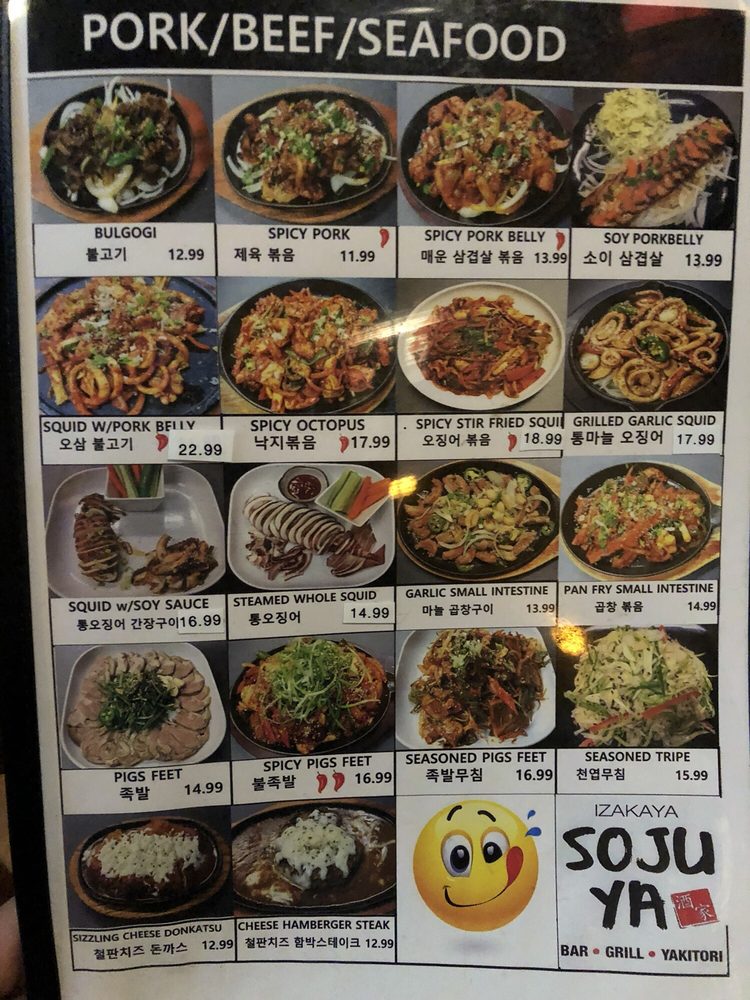 PORK/BEEF/SEAFOOD
BULGOGI
불고기 12.99
SPICY PORK
제육 볶음 11.99
SPICY PORK BELLY
매운 삼겹살 볶음 13.99
SOY PORKBELLY
소이 삼겹살 13.99
SQUID W/PORK BELLY
오삼 불고기 22.99
SPICY OCTOPUS
낙지볶음 17.99
. SPICY STIR FRIED SQUI
오징어 볶음 18.99
GRILLED GARLIC SQUID
통마늘 오징어 17.99
SQUID w/SOY SAUCE
통오징어 간장구이 16.99
STEAMED WHOLE SQUID
통오징어 14.99
GARLIC SMALL INTESTINE
마늘 곱창구이 13.99
PAN FRY SMALL INTESTINE
곱창 볶음 14.99
PIGS FEET
족발 14.99
SPICY PIGS FEET
불족발 16.99
SEASONED PIGS FEET
족발무침 16.99
SEASONED TRIPE
천엽무침 15.99
SIZZLING CHEESE DONKATSU
철판치즈 돈까스 12.99
CHEESE HAMBERGER STEAK
철판치즈 함박스테이크 12.99
IZAKAYA
SOJU
YA
酒家
BAR • GRILL • YAKITORI